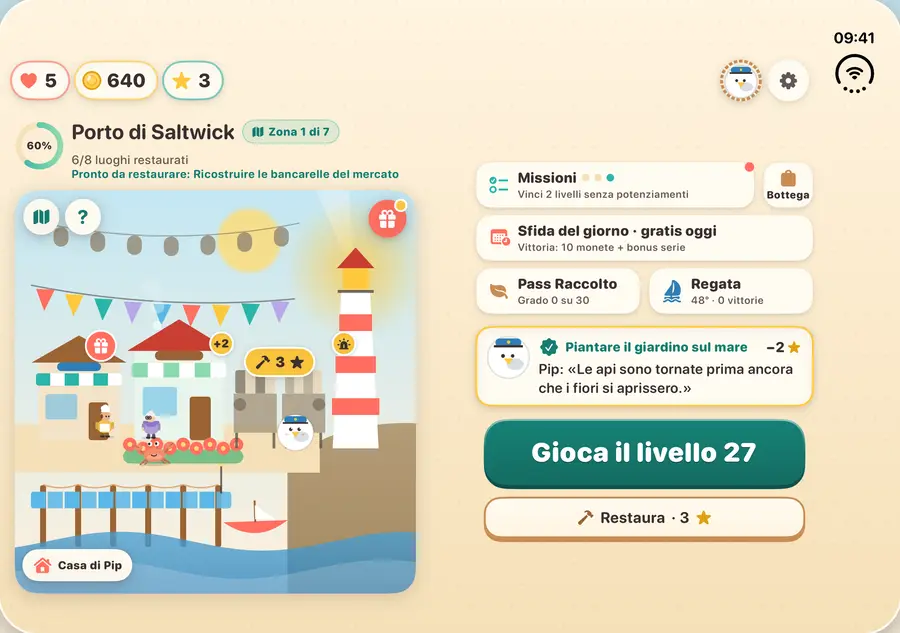 09:41
5
640
3
60%
Porto di Saltwick
Zona 1 di 7
6/8 luoghi restaurati
Pronto da restaurare: Ricostruire le bancarelle del mercato
?
+2
3
Casa di Pip
Missioni
Vinci 2 livelli senza potenziamenti
Bottega
Sfida del giorno · gratis oggi
Vittoria: 10 monete + bonus serie
Pass Raccolto
Grado 0 su 30
Regata
48° · 0 vittorie
Piantare il giardino sul mare
−2
Pip: «Le api sono tornate prima ancora
che i fiori si aprissero.»
Gioca il livello 27
Restaura · 3